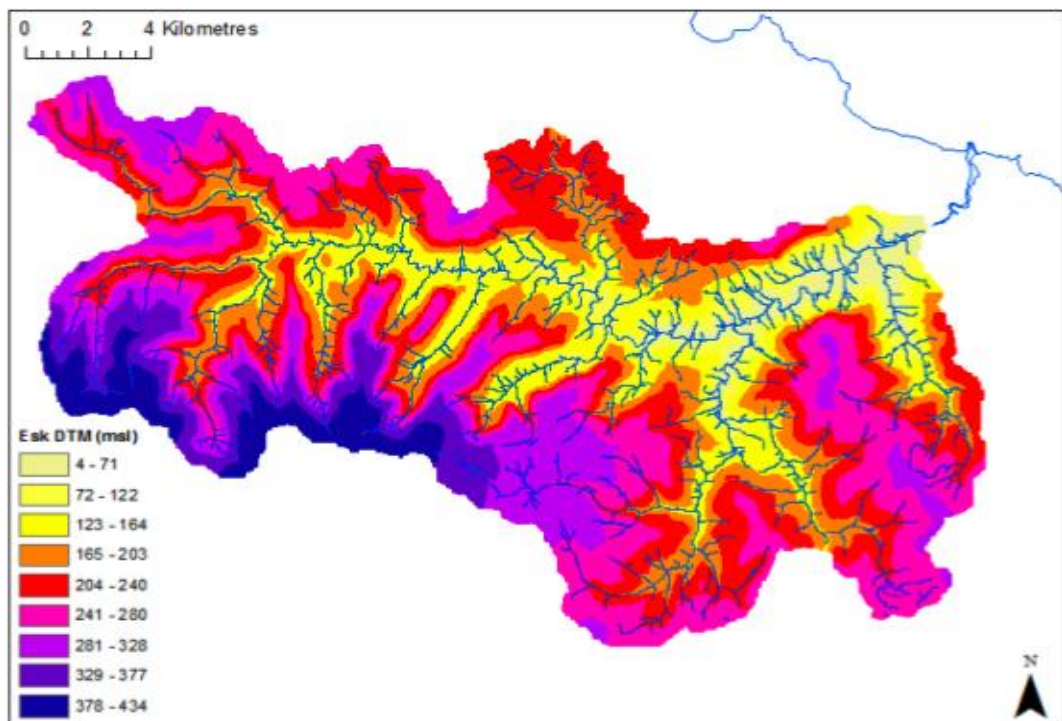 0 2 4 Kilometres
Esk DTM (msl)
4 - 71
72 - 122
123 - 164
165 - 203
204 - 240
241 - 280
281 - 328
329 - 377
378 - 434
N